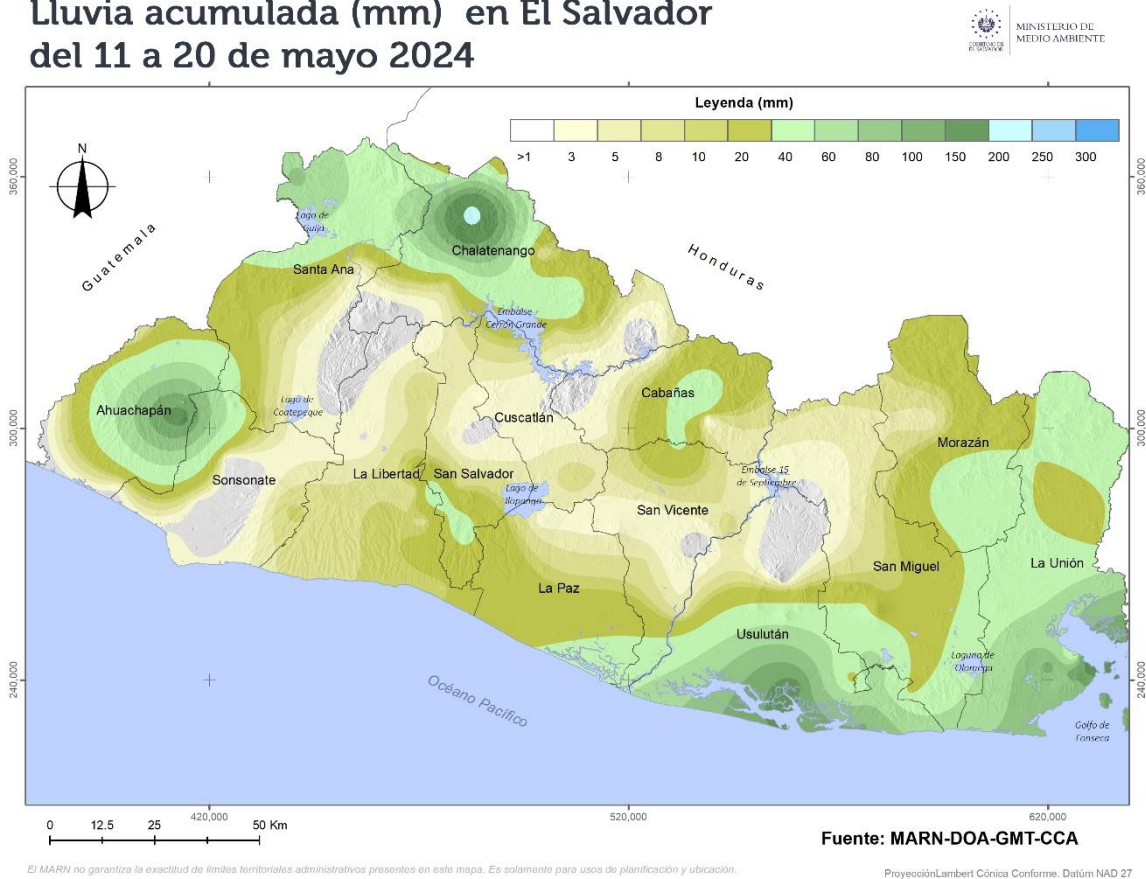 Lluvia acumulada (mm) en El Salvador
del 11 a 20 de mayo 2024
GOBIERNO DE
EL SALVADOR
MINISTERIO DE
MEDIO AMBIENTE
Leyenda (mm)
>1 3 5 8 10 20 40 60 80 100 150 200 250 300
N
360,000
360,000
Guatemala
Honduras
Lago de
Guija
Chalatenango
Santa Ana
Embalse
Cerrón Grande
Cabañas
Ahuachapán
Lago de
Coatepeque
Cuscatlán
300,000
300,000
Morazán
La Libertad
San Salvador
Sonsonate
Embalse 15
de Septiembre
Lago de
Ilopango
San Vicente
San Miguel
La Unión
La Paz
Usulután
Laguna de
Olomega
240,000
240,000
Océano Pacífico
Golfo de
Fonseca
420,000
520,000
620,000
0 12.5 25 50 Km
Fuente: MARN-DOA-GMT-CCA
El MARN no garantiza la exactitud de limites territoriales administrativos presentes en este mapa. Es solamente para usos de planificación y ubicación.
ProyecciónLambert Cónica Conforme. Datúm NAD 27